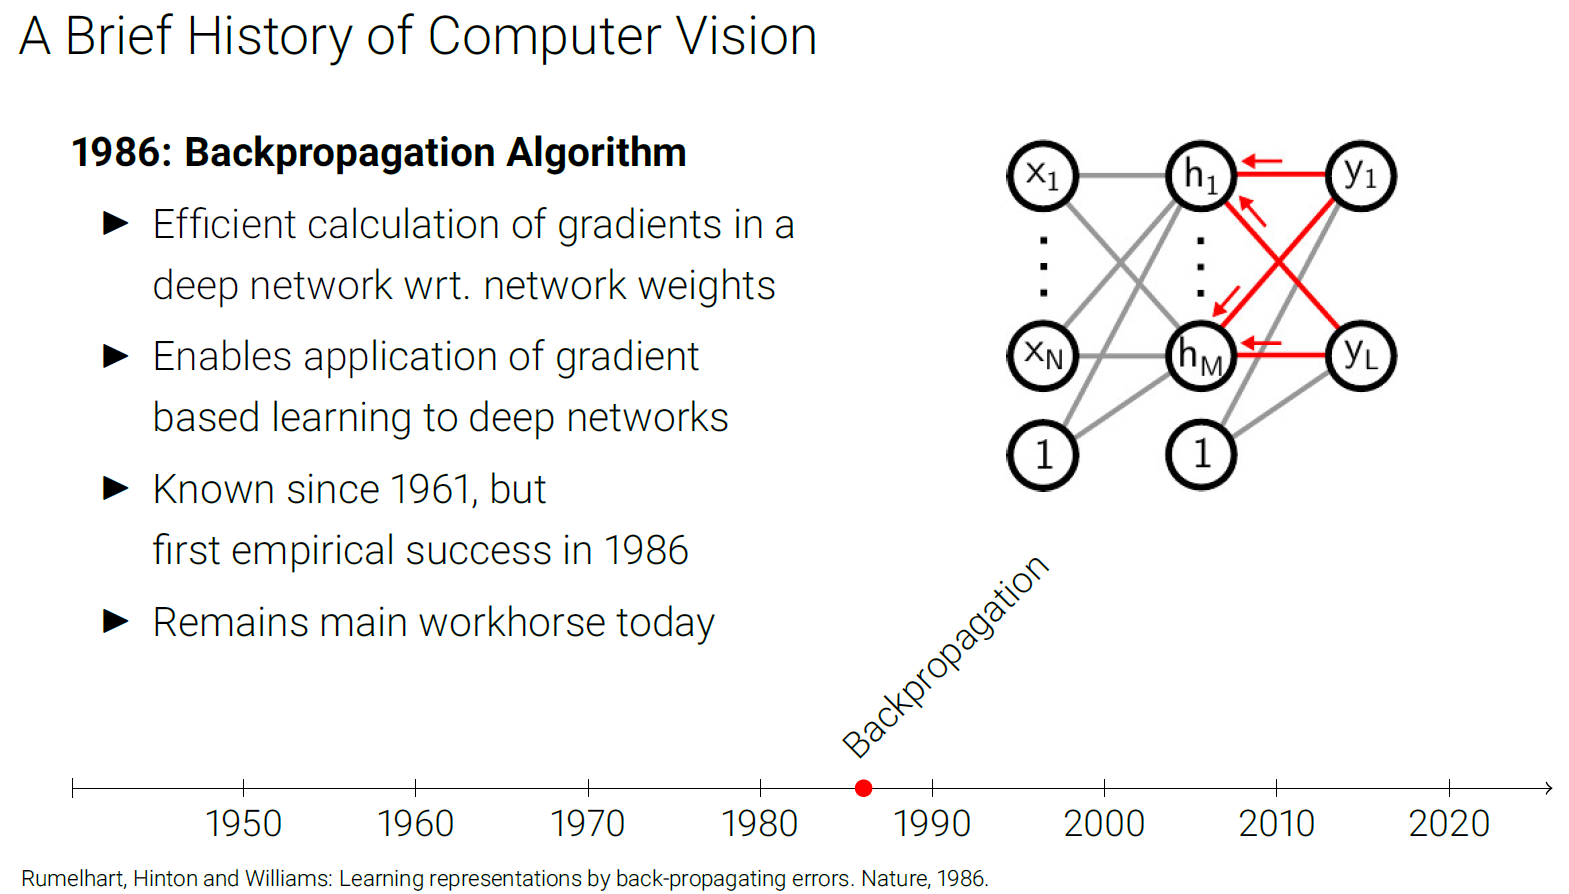 A Brief History of Computer Vision
1986: Backpropagation Algorithm
▶ Efficient calculation of gradients in a
deep network wrt. network weights
▶ Enables application of gradient
based learning to deep networks
▶ Known since 1961, but
first empirical success in 1986
▶ Remains main workhorse today
x₁ h₁ y₁
x_N h_M y_L
1 1
Backpropagation
1950 1960 1970 1980 1990 2000 2010 2020
Rumelhart, Hinton and Williams: Learning representations by back-propagating errors. Nature, 1986.